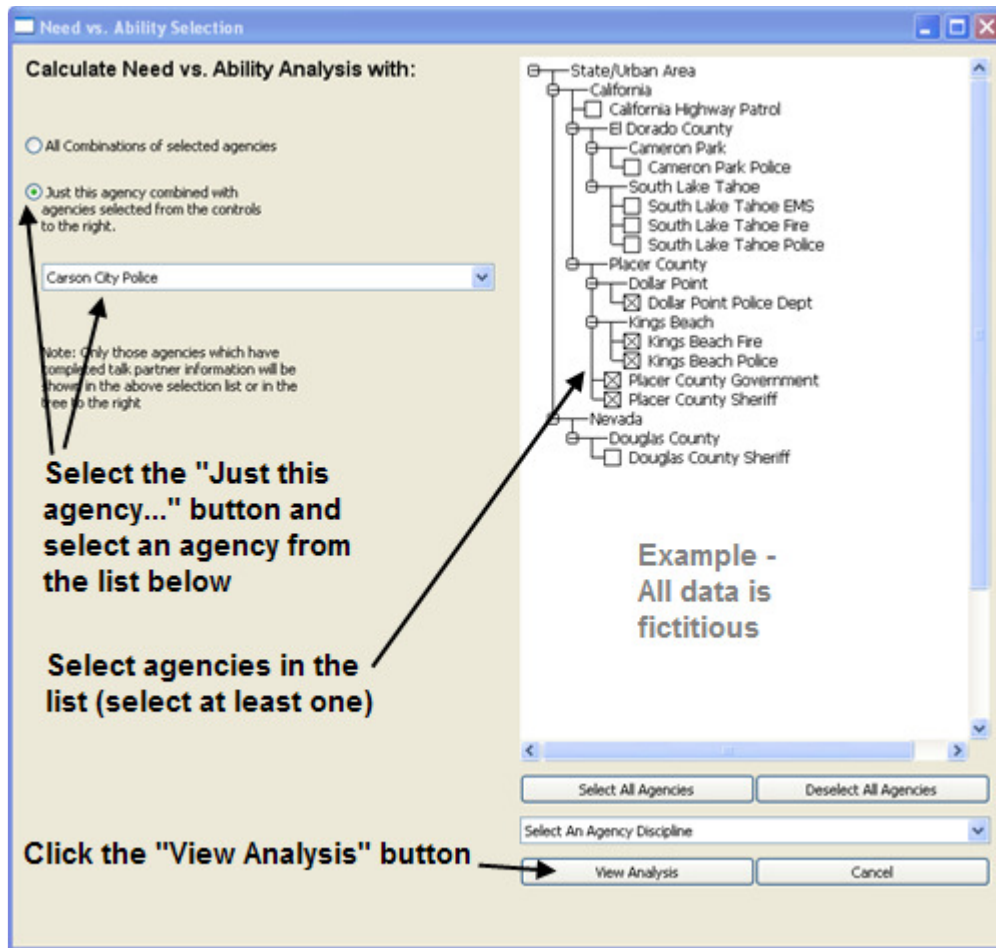 Need vs. Ability Selection
Calculate Need vs. Ability Analysis with:
All Combinations of selected agencies
Just this agency combined with
agencies selected from the controls
to the right.
Carson City Police
Note: Only those agencies which have
completed talk partner information will be
shown in the above selection list or in the
tree to the right
Select the "Just this
agency..." button and
select an agency from
the list below
Select agencies in the
list (select at least one)
Click the "View Analysis" button
State/Urban Area
California
California Highway Patrol
El Dorado County
Cameron Park
Cameron Park Police
South Lake Tahoe
South Lake Tahoe EMS
South Lake Tahoe Fire
South Lake Tahoe Police
Placer County
Dollar Point
Dollar Point Police Dept
Kings Beach
Kings Beach Fire
Kings Beach Police
Placer County Government
Placer County Sheriff
Nevada
Douglas County
Douglas County Sheriff
Example -
All data is
fictitious
Select All Agencies
Deselect All Agencies
Select An Agency Discipline
View Analysis
Cancel